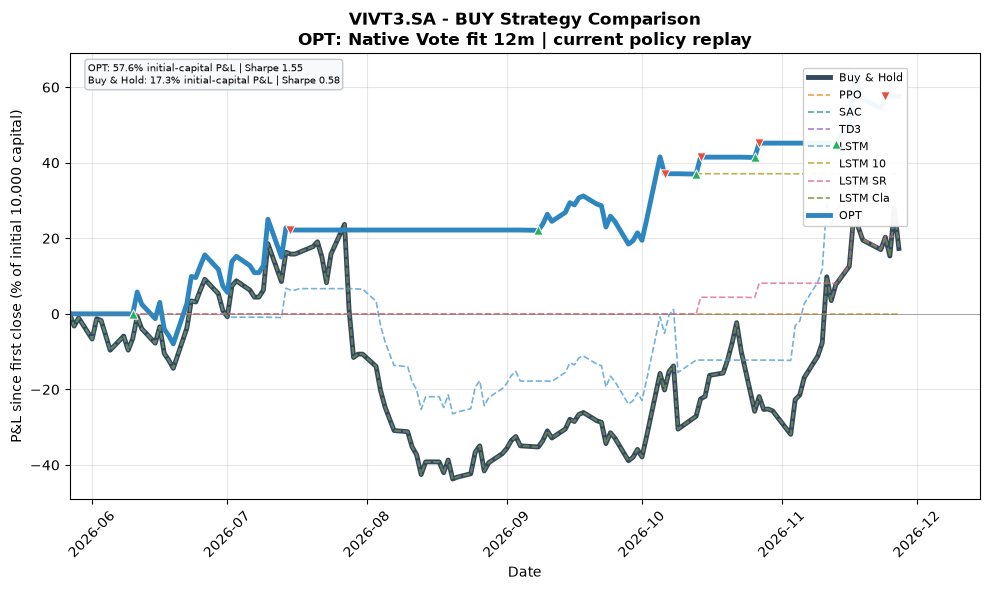 VIVT3.SA - BUY Strategy Comparison
OPT: Native Vote fit 12m | current policy replay
OPT: 57.6% initial-capital P&L | Sharpe 1.55
Buy & Hold: 17.3% initial-capital P&L | Sharpe 0.58
Buy & Hold
PPO
SAC
TD3
LSTM
LSTM 10
LSTM SR
LSTM Cla
OPT
P&L since first close (% of initial 10,000 capital)
60
40
20
0
−20
−40
2026-06
2026-07
2026-08
2026-09
2026-10
2026-11
2026-12
Date